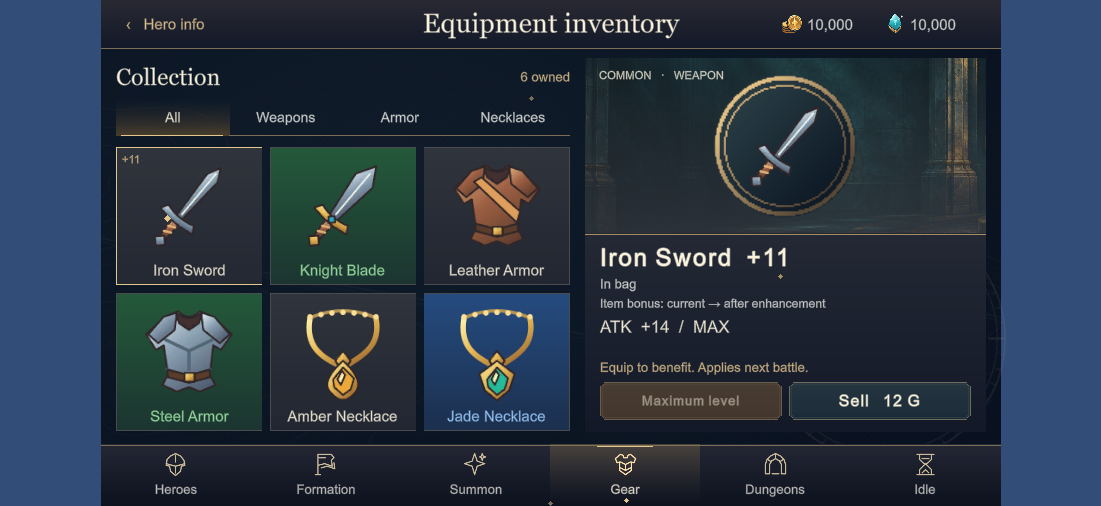 ‹ Hero info
Equipment inventory
10,000
10,000
Collection
6 owned
All
Weapons
Armor
Necklaces
+11
Iron Sword
Knight Blade
Leather Armor
Steel Armor
Amber Necklace
Jade Necklace
COMMON · WEAPON
Iron Sword +11
In bag
Item bonus: current → after enhancement
ATK +14 / MAX
Equip to benefit. Applies next battle.
Maximum level
Sell 12 G
Heroes
Formation
Summon
Gear
Dungeons
Idle